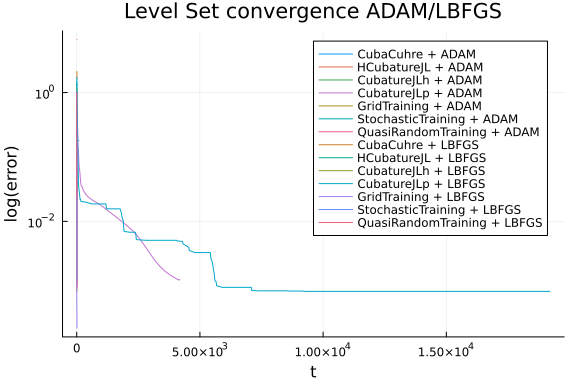 Level Set convergence ADAM/LBFGS
log(error)
10⁰
10⁻²
CubaCuhre + ADAM
HCubatureJL + ADAM
CubatureJLh + ADAM
CubatureJLp + ADAM
GridTraining + ADAM
StochasticTraining + ADAM
QuasiRandomTraining + ADAM
CubaCuhre + LBFGS
HCubatureJL + LBFGS
CubatureJLh + LBFGS
CubatureJLp + LBFGS
GridTraining + LBFGS
StochasticTraining + LBFGS
QuasiRandomTraining + LBFGS
0 5.00×10³ 1.00×10⁴ 1.50×10⁴
t